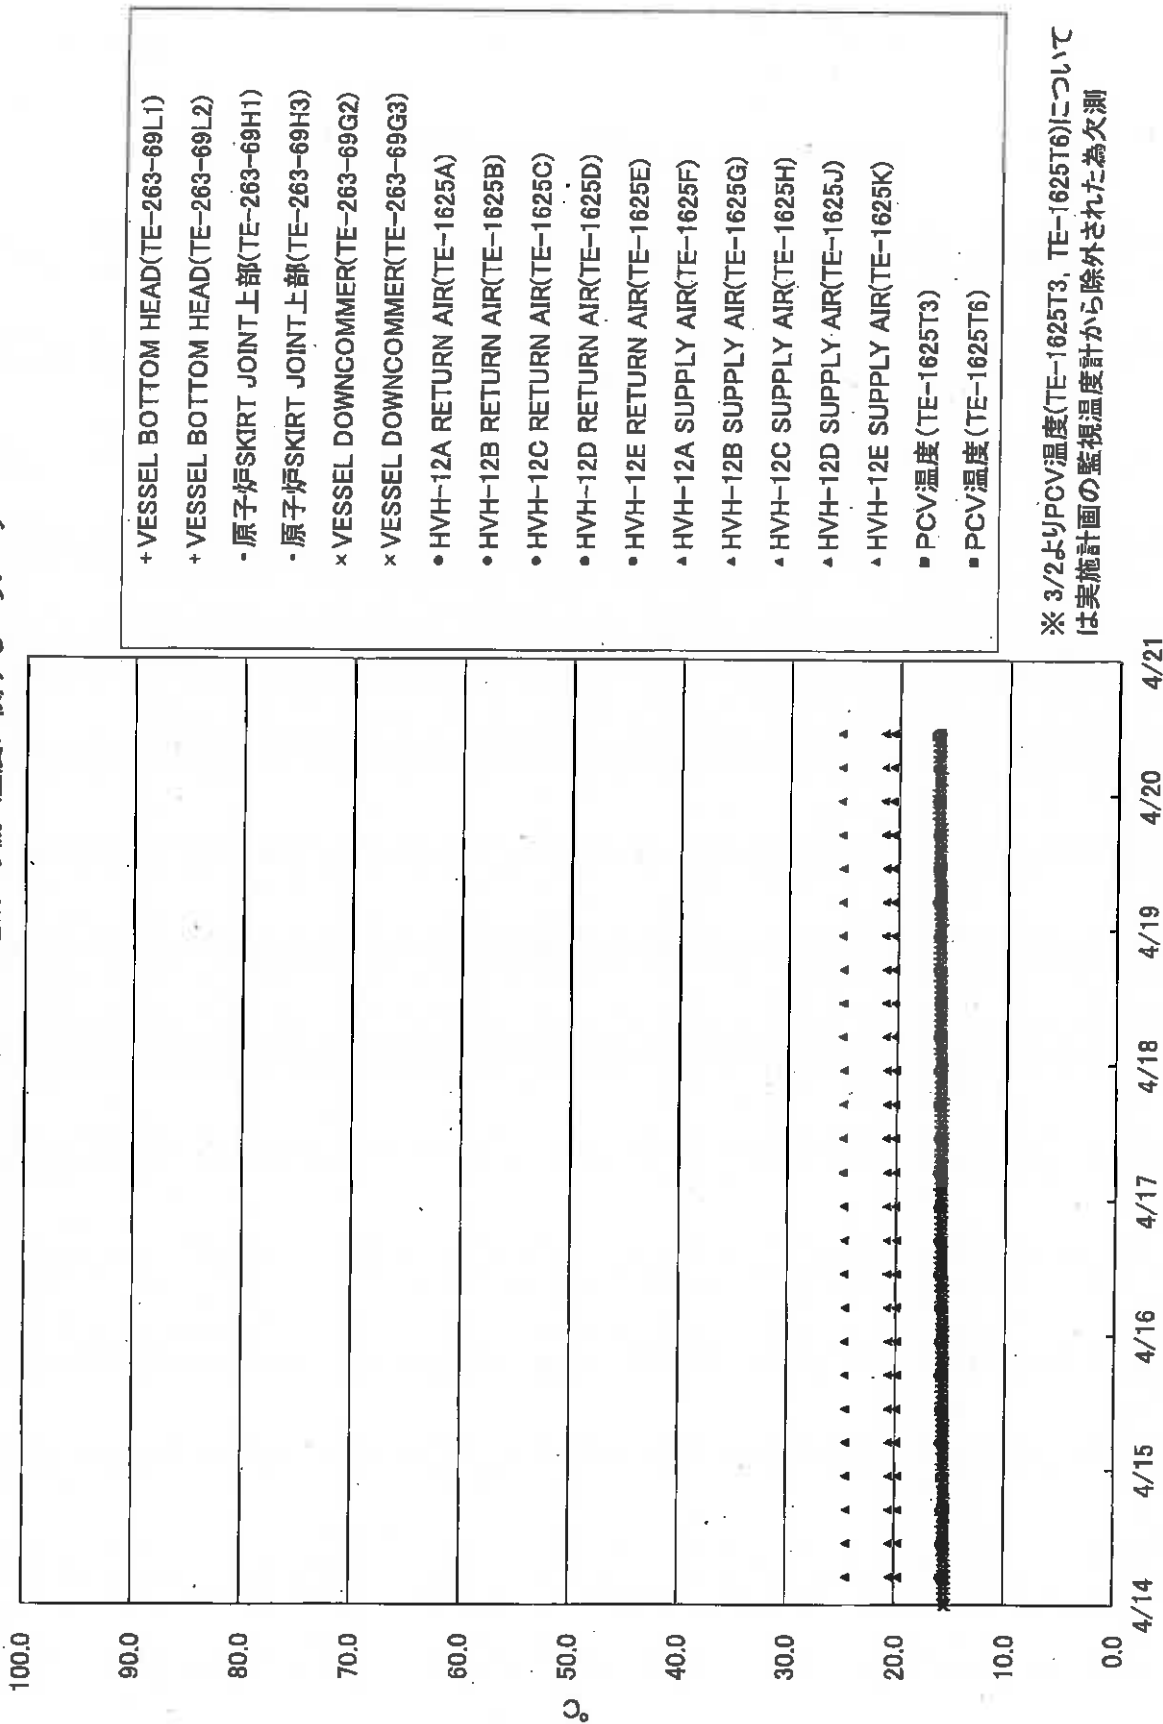 100.0
90.0
80.0
70.0
60.0
50.0
40.0
30.0
20.0
10.0
0.0
℃
4/14
4/15
4/16
4/17
4/18
4/19
4/20
4/21
+ VESSEL BOTTOM HEAD(TE-263-69L1)
+ VESSEL BOTTOM HEAD(TE-263-69L2)
- 原子炉SKIRT JOINT上部(TE-263-69H1)
- 原子炉SKIRT JOINT上部(TE-263-69H3)
× VESSEL DOWNCOMMER(TE-263-69G2)
× VESSEL DOWNCOMMER(TE-263-69G3)
● HVH-12A RETURN AIR(TE-1625A)
● HVH-12B RETURN AIR(TE-1625B)
● HVH-12C RETURN AIR(TE-1625C)
● HVH-12D RETURN AIR(TE-1625D)
● HVH-12E RETURN AIR(TE-1625E)
▲ HVH-12A SUPPLY AIR(TE-1625F)
▲ HVH-12B SUPPLY AIR(TE-1625G)
▲ HVH-12C SUPPLY AIR(TE-1625H)
▲ HVH-12D SUPPLY AIR(TE-1625J)
▲ HVH-12E SUPPLY AIR(TE-1625K)
■ PCV温度(TE-1625T3)
■ PCV温度(TE-1625T6)
※ 3/2よりPCV温度(TE-1625T3, TE-1625T6)について
は実施計画の監視温度計から除外された為欠測